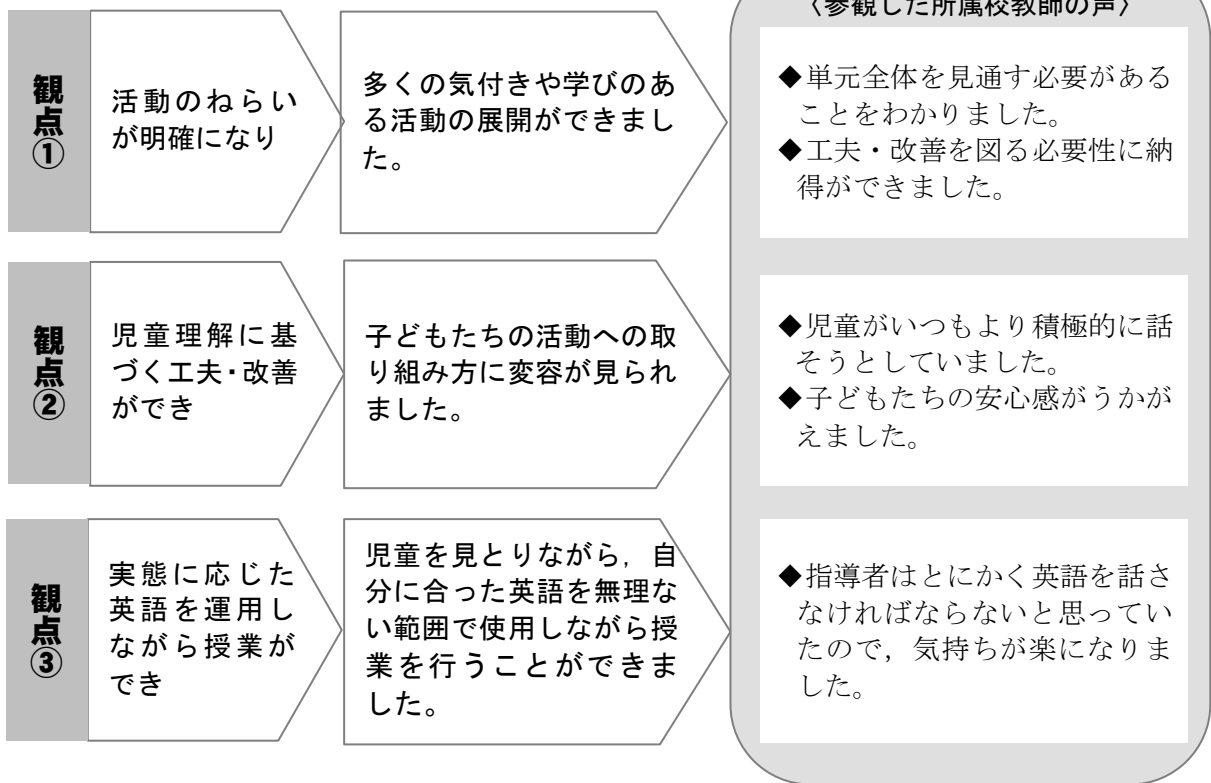 〈参観した所属校教師の声〉
観点①
活動のねらい
が明確になり
多くの気付きや学びのあ
る活動の展開ができまし
た。
◆単元全体を見通す必要がある
ことをわかりました。
◆工夫・改善を図る必要性に納
得ができました。
観点②
児童理解に基
づく工夫・改善
ができ
子どもたちの活動への取
り組み方に変容が見られ
ました。
◆児童がいつもより積極的に話
そうとしていました。
◆子どもたちの安心感がうかが
えました。
観点③
実態に応じた
英語を運用し
ながら授業が
でき
児童を見とりながら，自
分に合った英語を無理な
い範囲で使用しながら授
業を行うことができま
した。
◆指導者はとにかく英語を話さ
なければならないと思ってい
たので，気持ちが楽になりま
した。